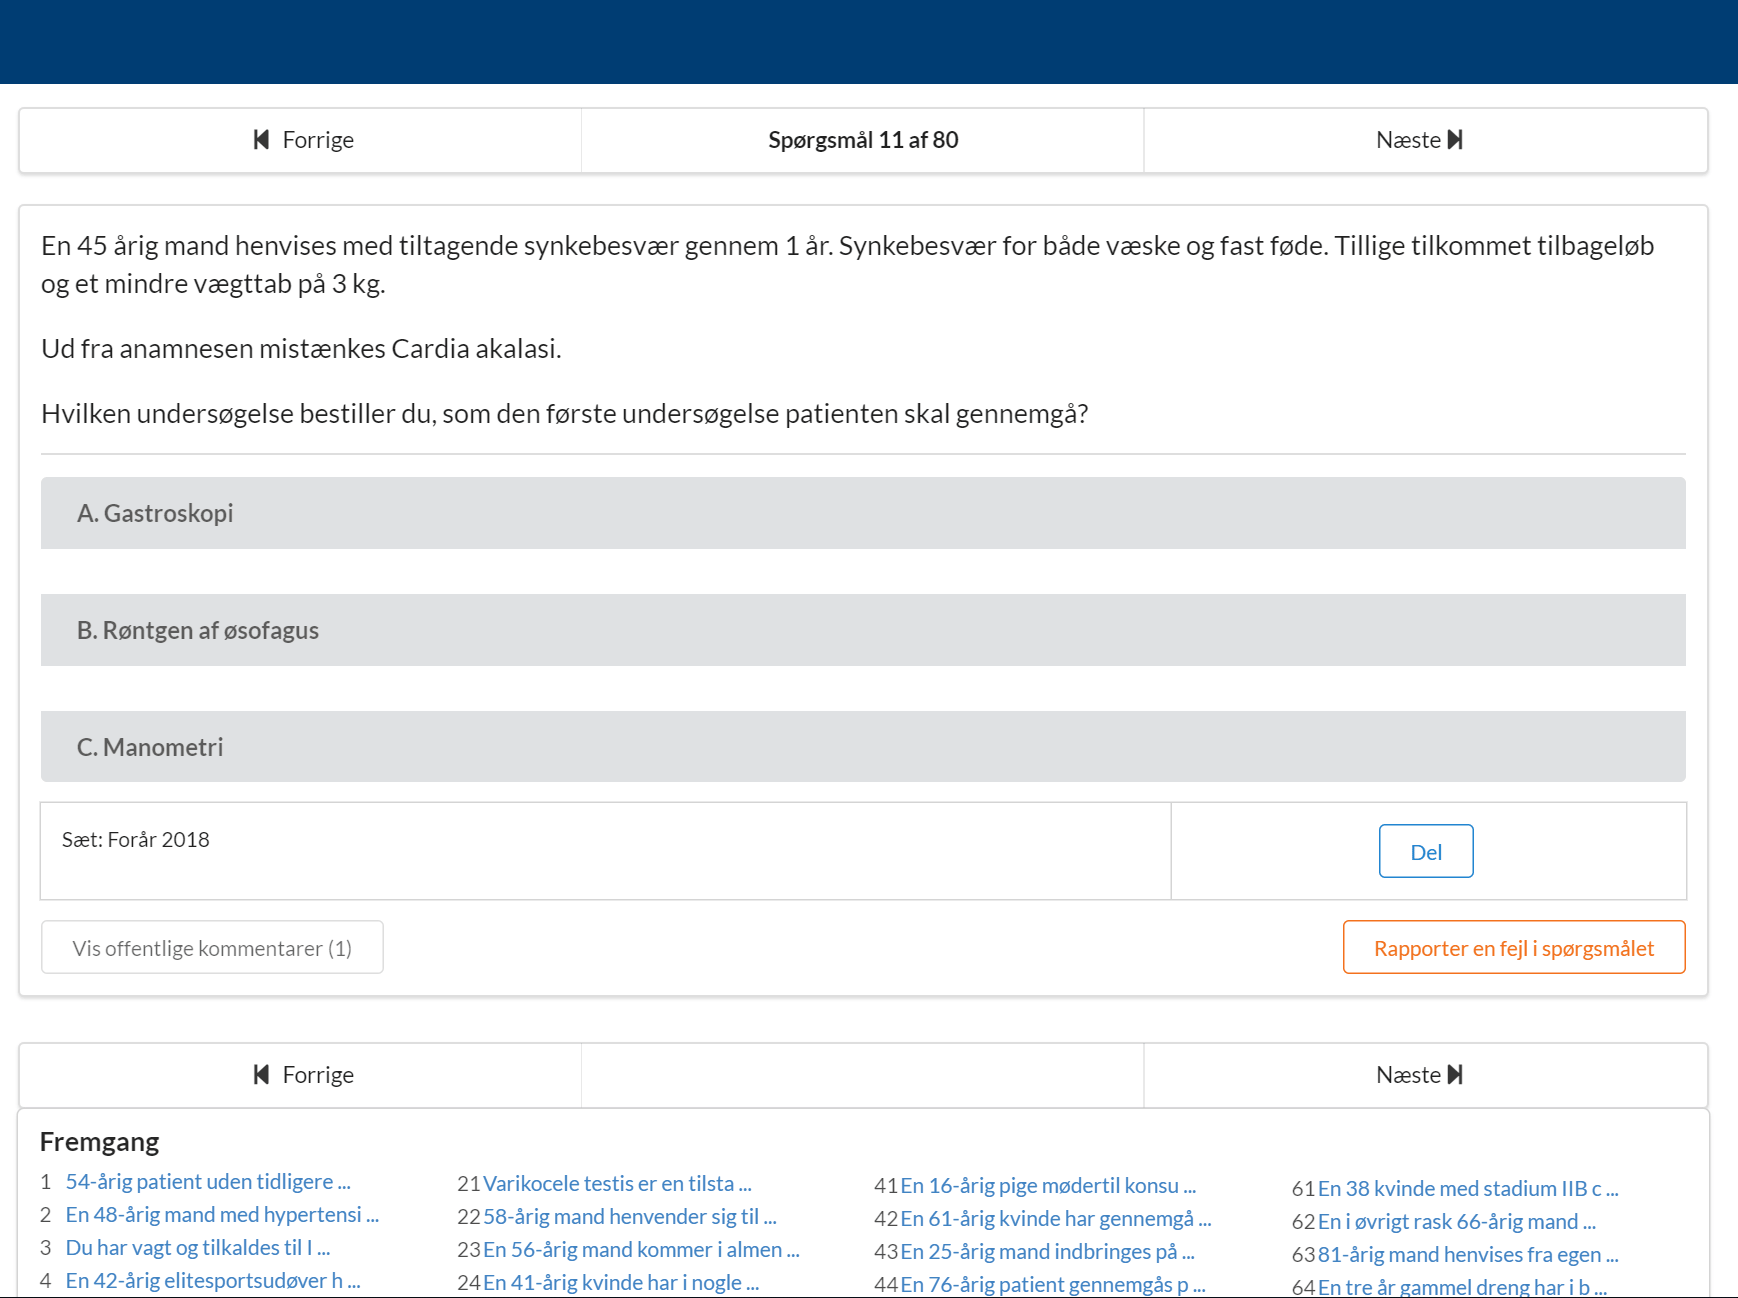 Forrige
Spørgsmål 11 af 80
Næste
En 45 årig mand henvises med tiltagende synkebesvær gennem 1 år. Synkebesvær for både væske og fast føde. Tillige tilkommet tilbageløb
og et mindre vægttab på 3 kg.
Ud fra anamnesen mistænkes Cardia akalasi.
Hvilken undersøgelse bestiller du, som den første undersøgelse patienten skal gennemgå?
A. Gastroskopi
B. Røntgen af øsofagus
C. Manometri
Sæt: Forår 2018
Del
Vis offentlige kommentarer (1)
Rapporter en fejl i spørgsmålet
Forrige
Næste
Fremgang
1 54-årig patient uden tidligere ...
2 En 48-årig mand med hypertensi ...
3 Du har vagt og tilkaldes til I ...
4 En 42-årig elitesportsudøver h ...
21 Varikocele testis er en tilsta ...
22 58-årig mand henvender sig til ...
23 En 56-årig mand kommer i almen ...
24 En 41-årig kvinde har i nogle ...
41 En 16-årig pige mødertil konsu ...
42 En 61-årig kvinde har gennemgå ...
43 En 25-årig mand indbringes på ...
44 En 76-årig patient gennemgås p ...
61 En 38 kvinde med stadium IIB c ...
62 En i øvrigt rask 66-årig mand ...
63 81-årig mand henvises fra egen ...
64 En tre år gammel dreng har i b ...